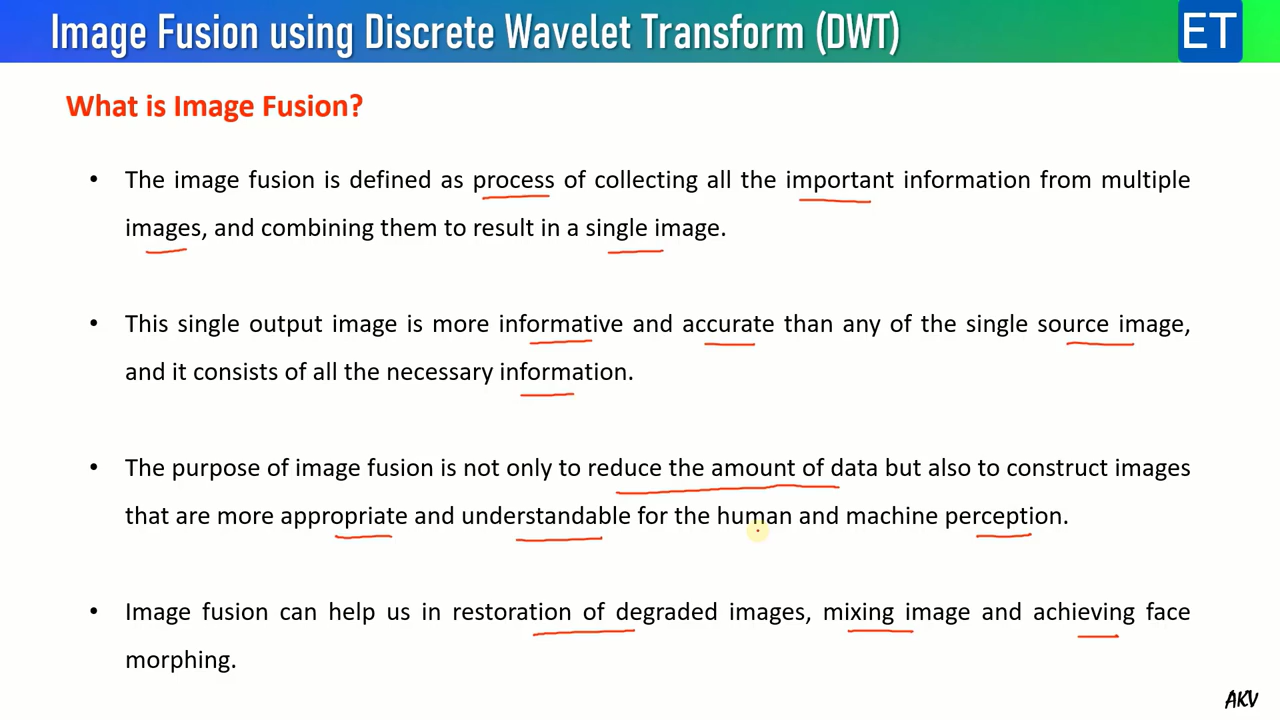 Image Fusion using Discrete Wavelet Transform (DWT)
ET
What is Image Fusion?
• The image fusion is defined as process of collecting all the important information from multiple
images, and combining them to result in a single image.
• This single output image is more informative and accurate than any of the single source image,
and it consists of all the necessary information.
• The purpose of image fusion is not only to reduce the amount of data but also to construct images
that are more appropriate and understandable for the human and machine perception.
• Image fusion can help us in restoration of degraded images, mixing image and achieving face
morphing.
AKV